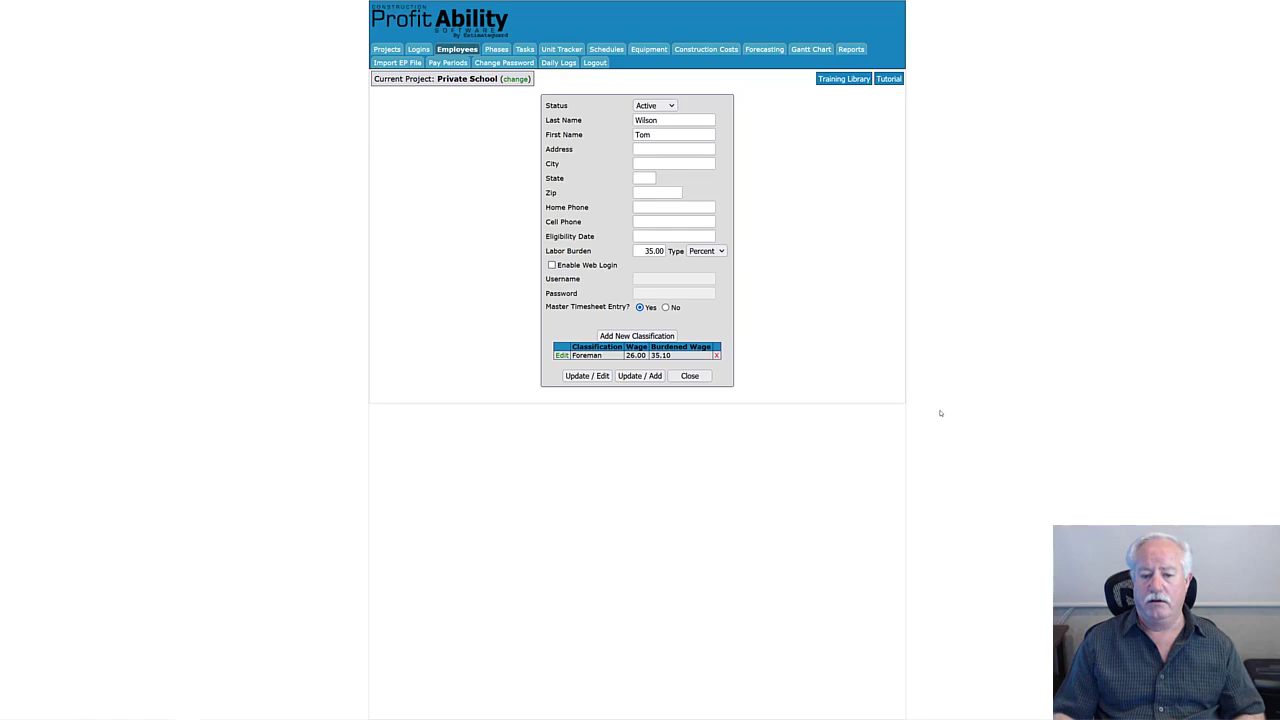 CONSTRUCTION
Profit Ability
SOFTWARE
By Estimateguard
Projects Logins Employees Phases Tasks Unit Tracker Schedules Equipment Construction Costs Forecasting Gantt Chart Reports
Import EP File Pay Periods Change Password Daily Logs Logout
Current Project: Private School (change) Training Library Tutorial
Status Active
Last Name Wilson
First Name Tom
Address
City
State
Zip
Home Phone
Cell Phone
Eligibility Date
Labor Burden 35.00 Type Percent
Enable Web Login
Username
Password
Master Timesheet Entry? Yes No
Add New Classification
Classification Wage Burdened Wage
Edit Foreman 26.00 35.10 X
Update / Edit Update / Add Close